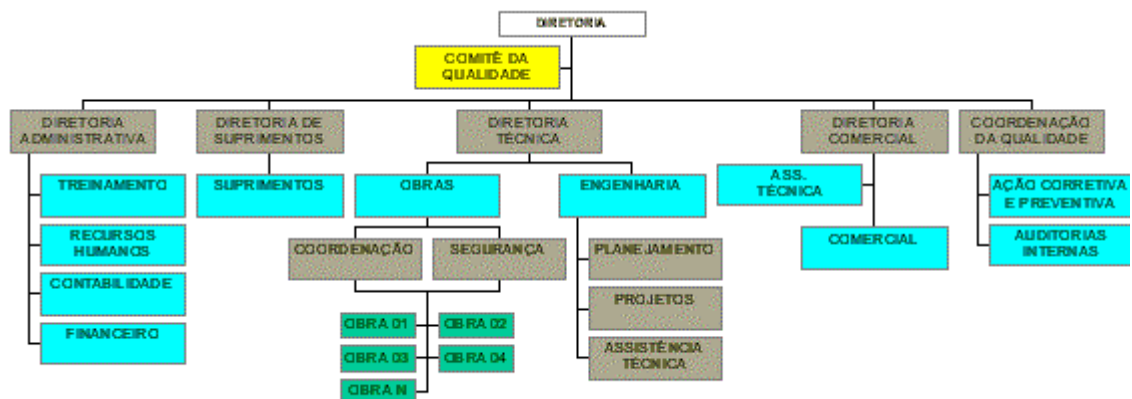 DIRETORIA
COMITÊ DA
QUALIDADE
DIRETORIA
ADMINISTRATIVA
DIRETORIA DE
SUPRIMENTOS
DIRETORIA
TÉCNICA
DIRETORIA
COMERCIAL
COORDENAÇÃO
DA QUALIDADE
TREINAMENTO
RECURSOS
HUMANOS
CONTABILIDADE
FINANCEIRO
SUPRIMENTOS
OBRAS
ENGENHARIA
COORDENAÇÃO
SEGURANÇA
OBRA 01
OBRA 02
OBRA 03
OBRA 04
OBRA N
PLANEJAMENTO
PROJETOS
ASSISTÊNCIA
TÉCNICA
ASS.
TÉCNICA
COMERCIAL
AÇÃO CORRETIVA
E PREVENTIVA
AUDITORIAS
INTERNAS